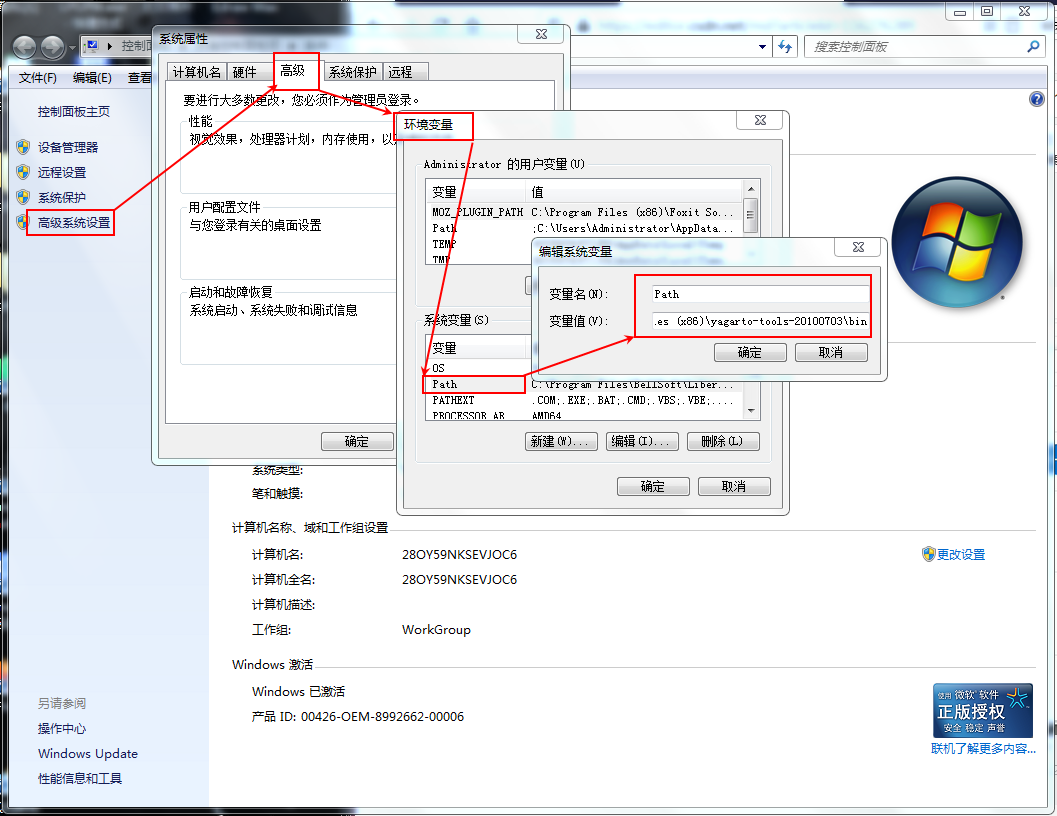 控制面
搜索控制面板
文件(F) 编辑(E) 查看
控制面板主页
设备管理器
远程设置
系统保护
高级系统设置
系统属性
计算机名 硬件 高级 系统保护 远程
要进行大多数更改，您必须作为管理员登录。
性能
视觉效果，处理器计划，内存使用，以
用户配置文件
与您登录有关的桌面设置
启动和故障恢复
系统启动、系统失败和调试信息
确定
环境变量
Administrator 的用户变量(U)
变量 值
MOZ_PLUGIN_PATH C:\Program Files (x86)\Foxit So...
Path ;C:\Users\Administrator\AppData...
TEMP
TMP
系统变量(S)
变量
OS
Path C:\Program Files\BellSoft\Liber...
PATHEXT .COM;.EXE;.BAT;.CMD;.VBS;.VBE;....
PROCESSOR_AR AMD64
新建(W)... 编辑(I)... 删除(L)
确定 取消
编辑系统变量
变量名(N): Path
变量值(V): .es (x86)\yagarto-tools-20100703\bin
确定 取消
系统类型:
笔和触摸:
计算机名称、域和工作组设置
计算机名: 28OY59NKSEVJOC6
更改设置
计算机全名: 28OY59NKSEVJOC6
计算机描述:
工作组: WorkGroup
Windows 激活
Windows 已激活
产品 ID: 00426-OEM-8992662-00006
使用 微软 软件
正版授权
安全 稳定 声誉
联机了解更多内容...
另请参阅
操作中心
Windows Update
性能信息和工具